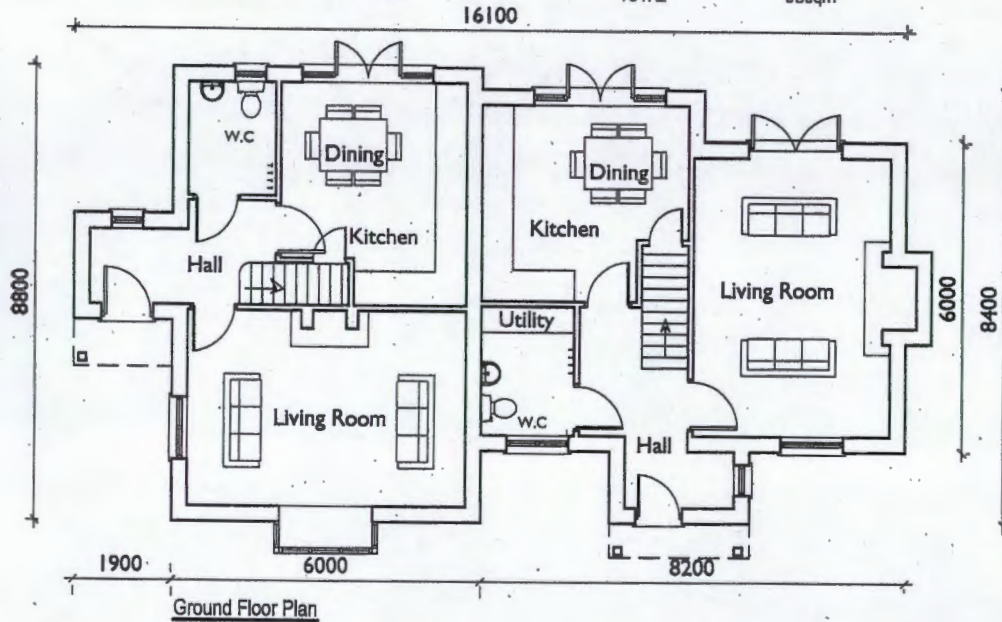 16100
W.C
Dining
Dining
Kitchen
Kitchen
Hall
Living Room
8800
6000
8400
Utility
Living Room
W.C
Hall
1900
6000
8200
Ground Floor Plan